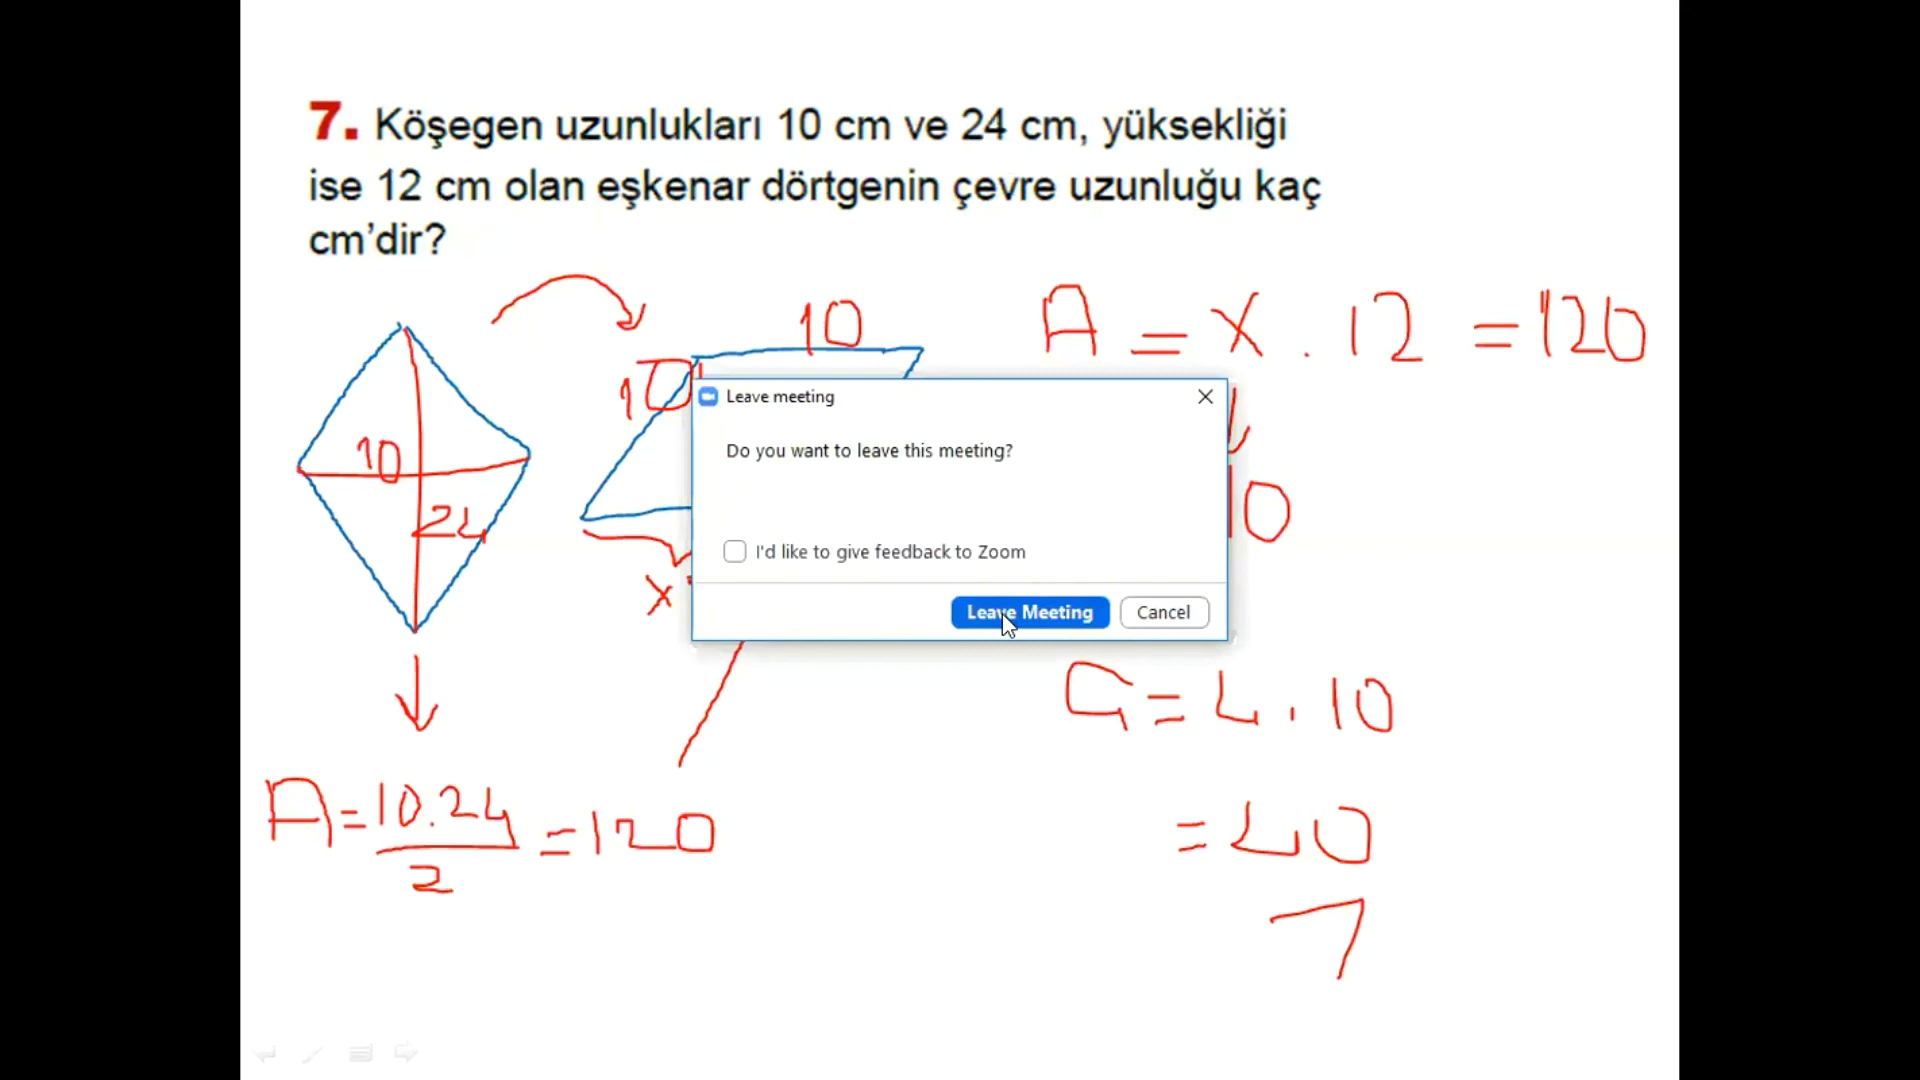 7. Köşegen uzunlukları 10 cm ve 24 cm, yüksekliği
ise 12 cm olan eşkenar dörtgenin çevre uzunluğu kaç
cm'dir?
10
24
10
10
x
A = x . 12 = 120
10
Leave meeting
Do you want to leave this meeting?
I'd like to give feedback to Zoom
Leave Meeting
Cancel
A = 10.24
2
= 120
Ç = 4 . 10
= 40